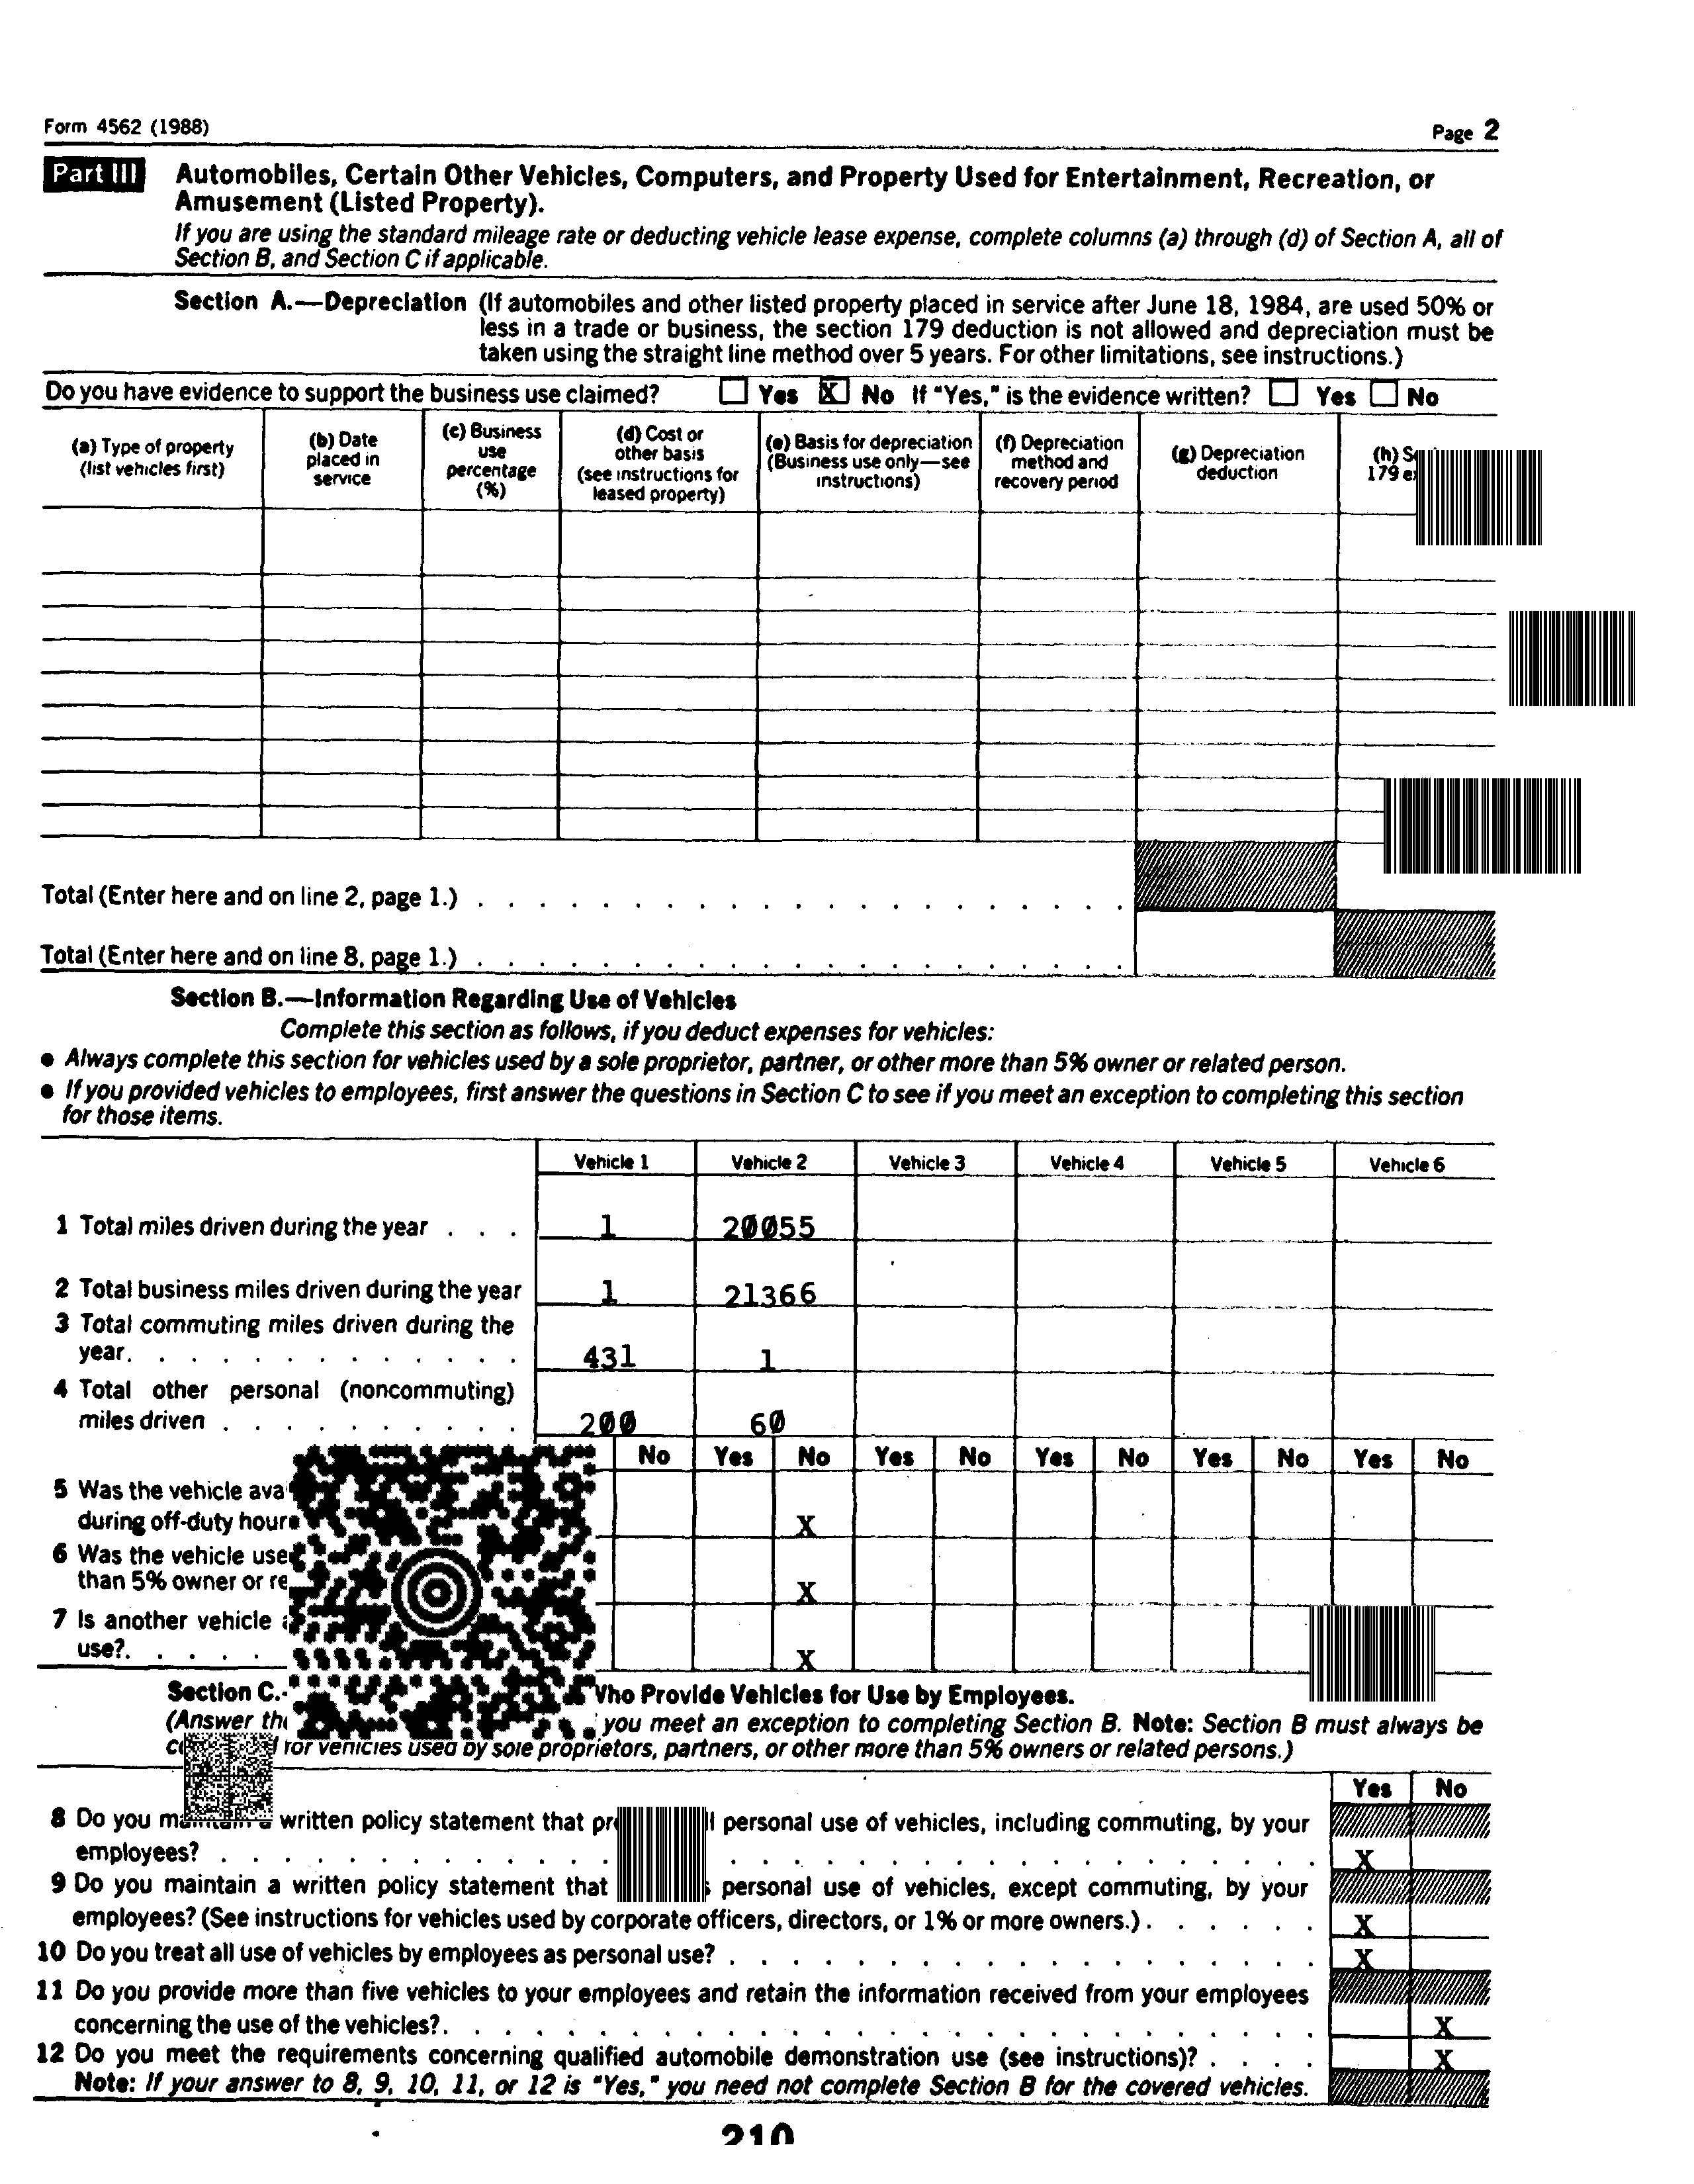 Form 4562 (1988)
Page 2
Part III
Automobiles, Certain Other Vehicles, Computers, and Property Used for Entertainment, Recreation, or
Amusement (Listed Property).
If you are using the standard mileage rate or deducting vehicle lease expense, complete columns (a) through (d) of Section A, all of
Section B, and Section C if applicable.
Section A.—Depreciation (If automobiles and other listed property placed in service after June 18, 1984, are used 50% or
less in a trade or business, the section 179 deduction is not allowed and depreciation must be
taken using the straight line method over 5 years. For other limitations, see instructions.)
Do you have evidence to support the business use claimed? Yes X No If "Yes," is the evidence written? Yes No
(a) Type of property
(list vehicles first)
(b) Date
placed in
service
(c) Business
use
percentage
(%)
(d) Cost or
other basis
(see instructions for
leased property)
(e) Basis for depreciation
(Business use only—see
instructions)
(f) Depreciation
method and
recovery period
(g) Depreciation
deduction
(h)
179
Total (Enter here and on line 2, page 1.)
Total (Enter here and on line 8, page 1.)
Section B.—Information Regarding Use of Vehicles
Complete this section as follows, if you deduct expenses for vehicles:
● Always complete this section for vehicles used by a sole proprietor, partner, or other more than 5% owner or related person.
● If you provided vehicles to employees, first answer the questions in Section C to see if you meet an exception to completing this section
for those items.
Vehicle 1 Vehicle 2 Vehicle 3 Vehicle 4 Vehicle 5 Vehicle 6
1 Total miles driven during the year . . . 1 20055
2 Total business miles driven during the year 1 21366
3 Total commuting miles driven during the
year. . . . . . . . . . . . . 431 1
4 Total other personal (noncommuting)
miles driven . . . . . . . . . . 200 60
No Yes No Yes No Yes No Yes No Yes No
5 Was the vehicle
during off-duty X
6 Was the vehicle
than 5% owner or X
7 Is another vehicle
use?. . . . . X
Section C.- Provide Vehicles for Use by Employees.
(Answer you meet an exception to completing Section B. Note: Section B must always be
for vehicles used by sole proprietors, partners, or other more than 5% owners or related persons.)
Yes No
8 Do you written policy statement that personal use of vehicles, including commuting, by your
employees? X
9 Do you maintain a written policy statement that personal use of vehicles, except commuting, by your
employees? (See instructions for vehicles used by corporate officers, directors, or 1% or more owners.) . . . . . . X
10 Do you treat all use of vehicles by employees as personal use? X
11 Do you provide more than five vehicles to your employees and retain the information received from your employees
concerning the use of the vehicles?. X
12 Do you meet the requirements concerning qualified automobile demonstration use (see instructions)? . . . . X
Note: If your answer to 8, 9, 10, 11, or 12 is "Yes," you need not complete Section B for the covered vehicles.
210